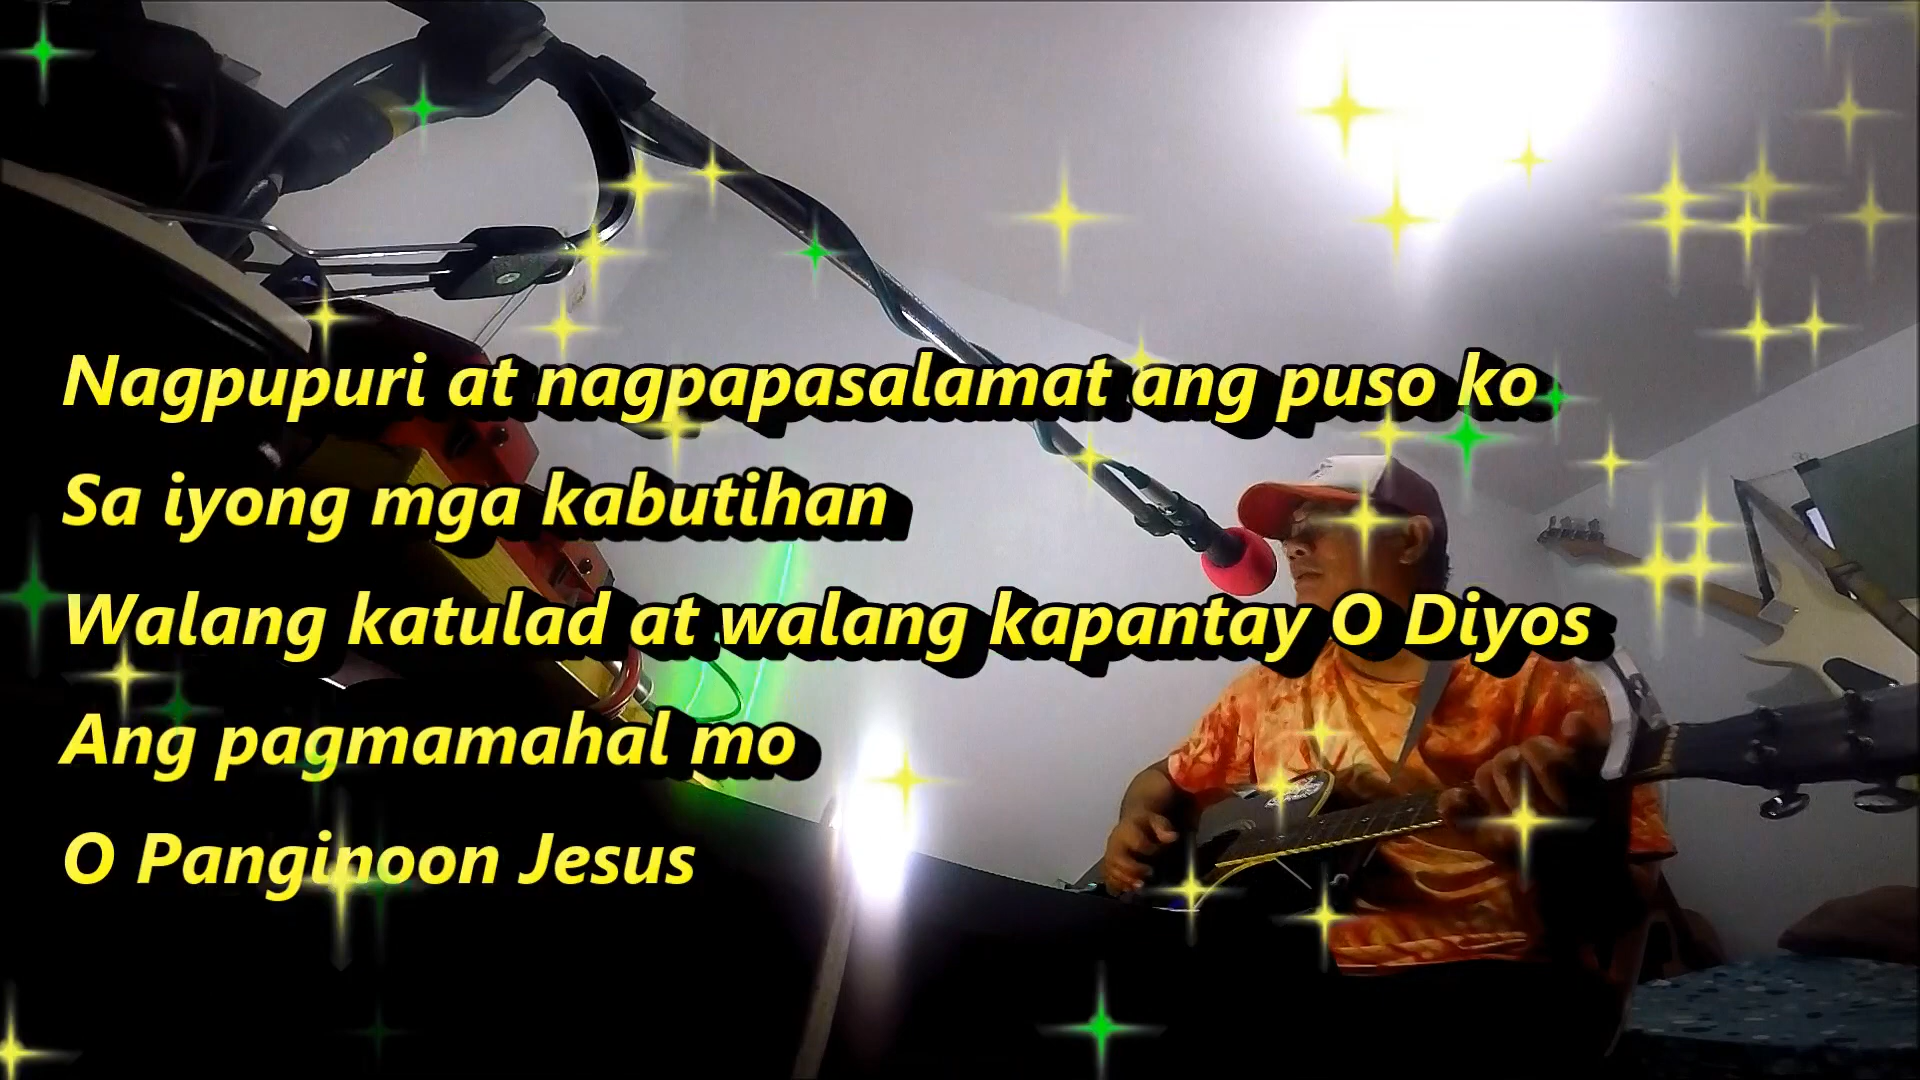 Nagpupuri at nagpapasalamat ang puso ko
Sa iyong mga kabutihan
Walang katulad at walang kapantay O Diyos
Ang pagmamahal mo
O Panginoon Jesus